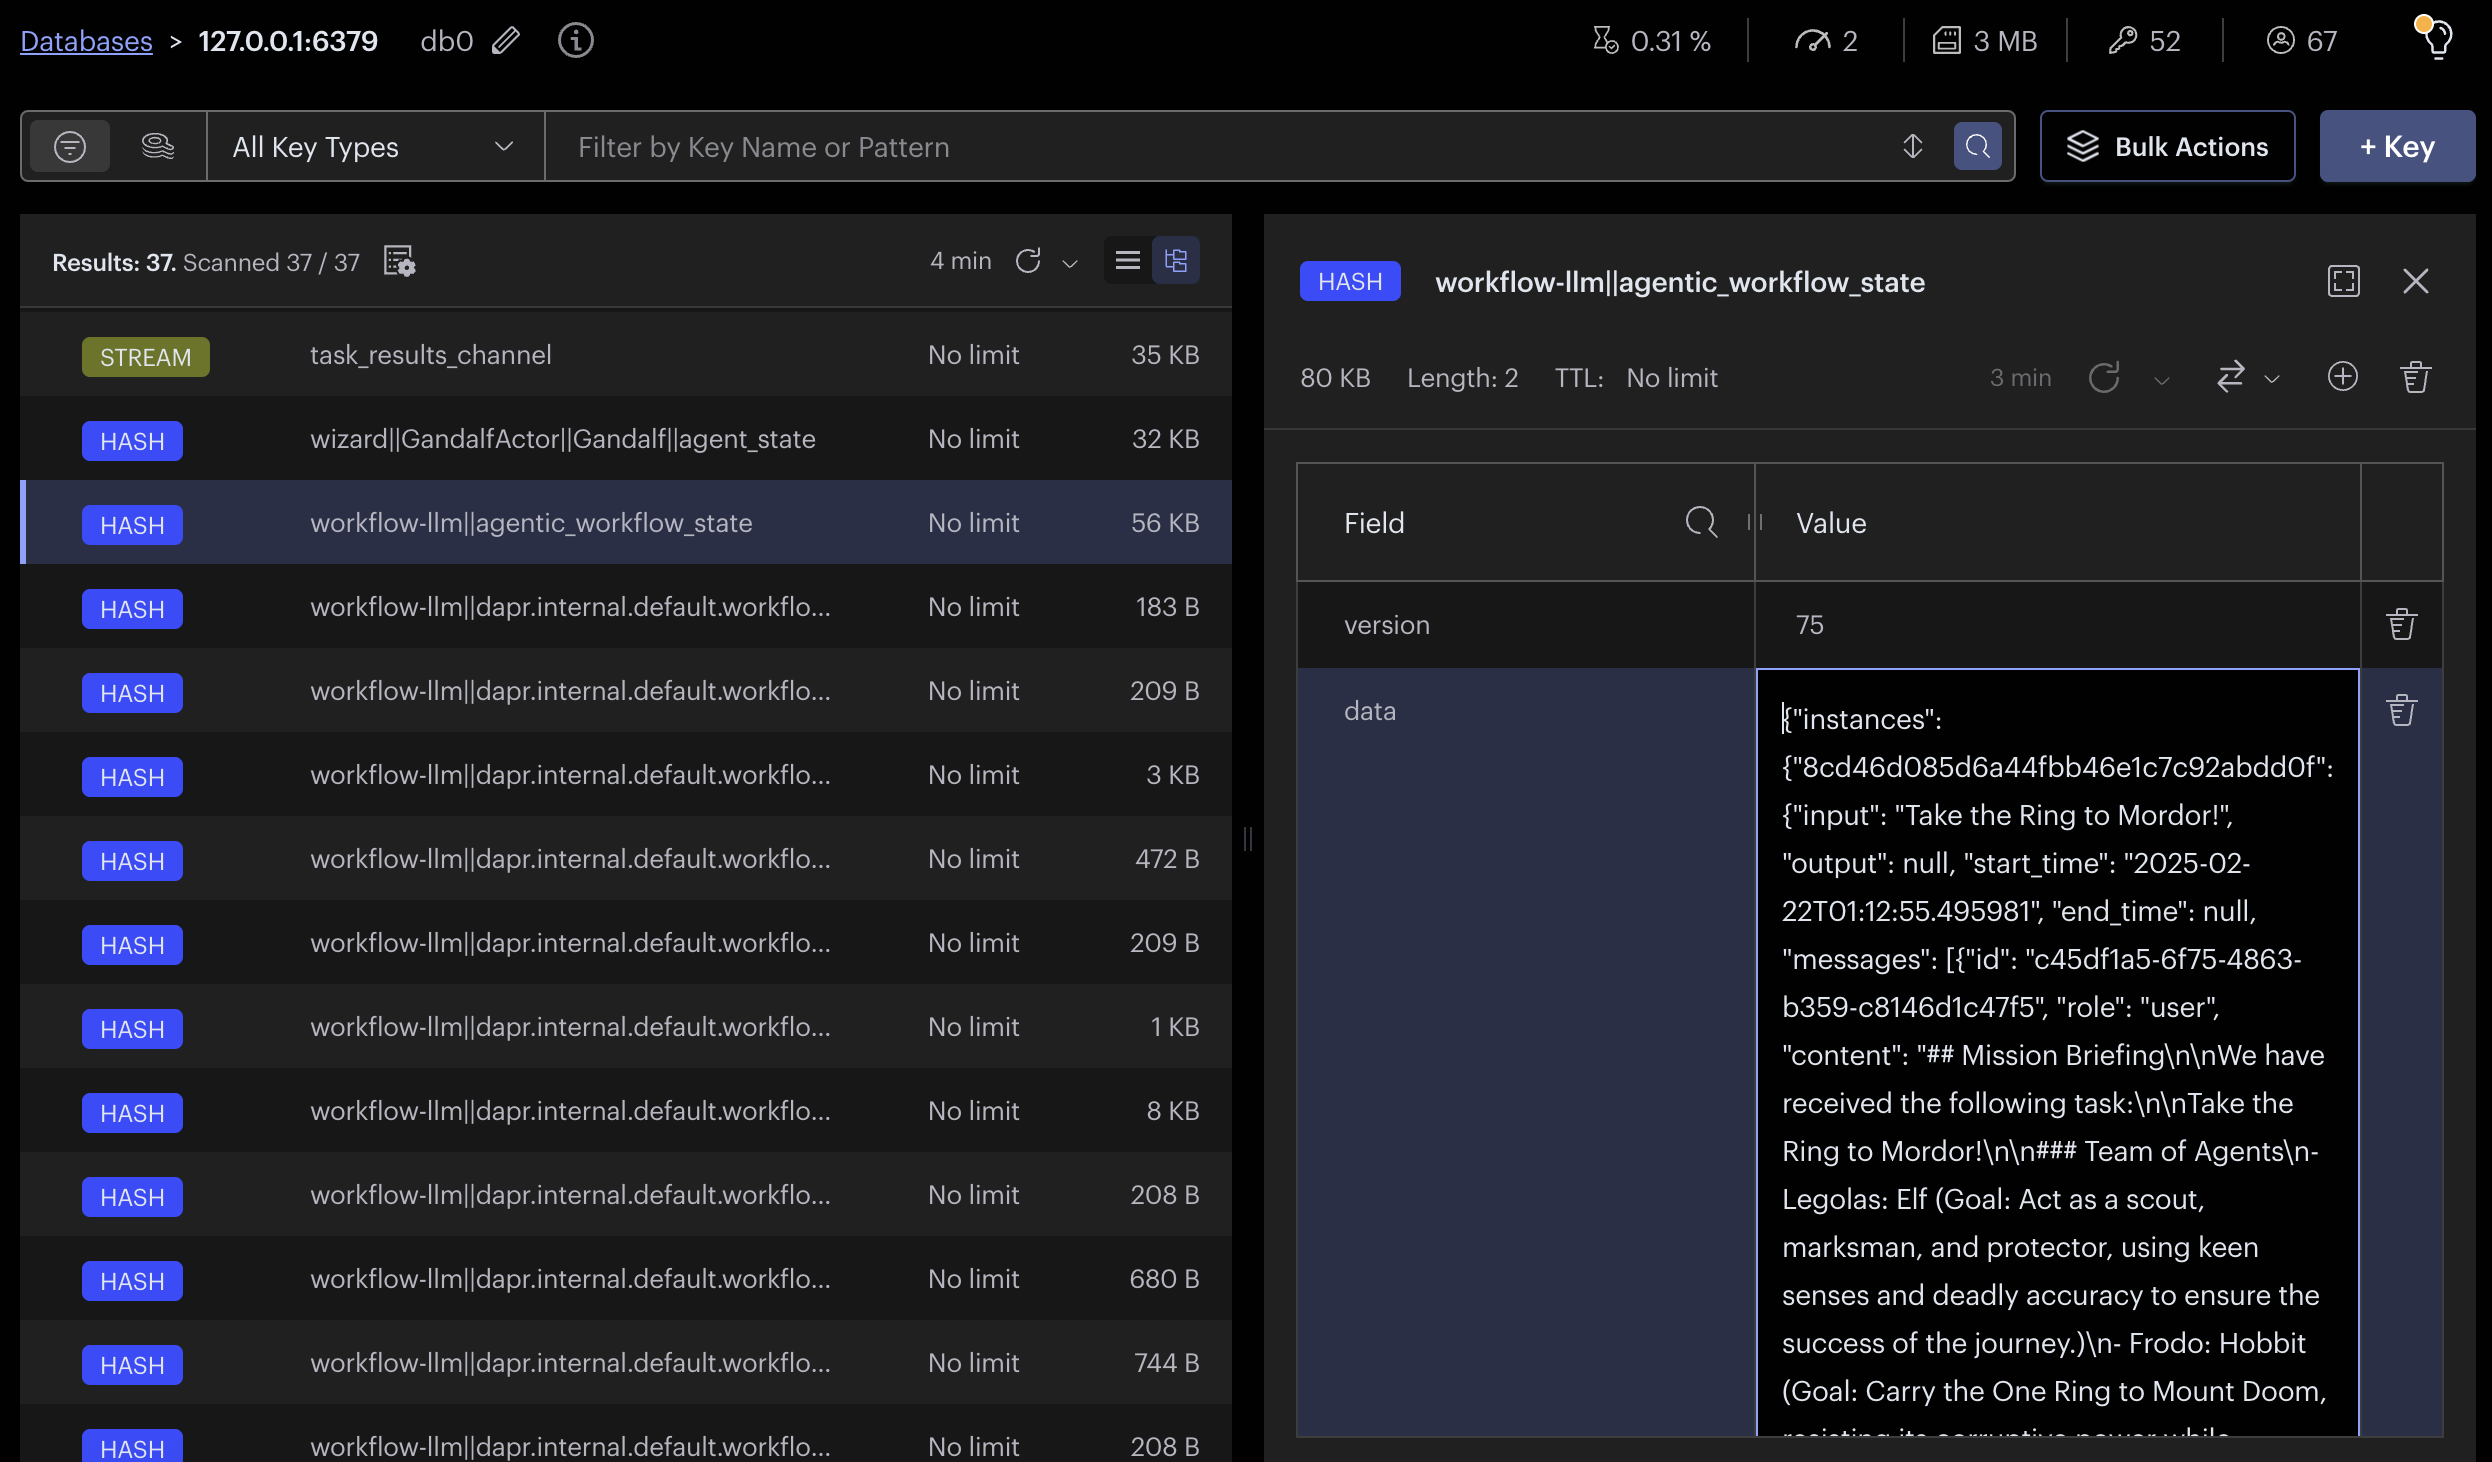 Databases > 127.0.0.1:6379 db0 0.31 % 2 3 MB 52 67
All Key Types Filter by Key Name or Pattern Bulk Actions + Key
Results: 37. Scanned 37 / 37 4 min
STREAM task_results_channel No limit 35 KB
HASH wizard||GandalfActor||Gandalf||agent_state No limit 32 KB
HASH workflow-llm||agentic_workflow_state No limit 56 KB
HASH workflow-llm||dapr.internal.default.workflo... No limit 183 B
HASH workflow-llm||dapr.internal.default.workflo... No limit 209 B
HASH workflow-llm||dapr.internal.default.workflo... No limit 3 KB
HASH workflow-llm||dapr.internal.default.workflo... No limit 472 B
HASH workflow-llm||dapr.internal.default.workflo... No limit 209 B
HASH workflow-llm||dapr.internal.default.workflo... No limit 1 KB
HASH workflow-llm||dapr.internal.default.workflo... No limit 8 KB
HASH workflow-llm||dapr.internal.default.workflo... No limit 208 B
HASH workflow-llm||dapr.internal.default.workflo... No limit 680 B
HASH workflow-llm||dapr.internal.default.workflo... No limit 744 B
HASH workflow-llm||dapr.internal.default.workflo... No limit 208 B
HASH workflow-llm||agentic_workflow_state
80 KB Length: 2 TTL: No limit 3 min
Field Value
version 75
data
{"instances":
{"8cd46d085d6a44fbb46e1c7c92abdd0f":
{"input": "Take the Ring to Mordor!",
"output": null, "start_time": "2025-02-
22T01:12:55.495981", "end_time": null,
"messages": [{"id": "c45df1a5-6f75-4863-
b359-c8146d1c47f5", "role": "user",
"content": "## Mission Briefing\n\nWe have
received the following task:\n\nTake the
Ring to Mordor!\n\n### Team of Agents\n-
Legolas: Elf (Goal: Act as a scout,
marksman, and protector, using keen
senses and deadly accuracy to ensure the
success of the journey.)\n- Frodo: Hobbit
(Goal: Carry the One Ring to Mount Doom,
resisting its corruptive power while